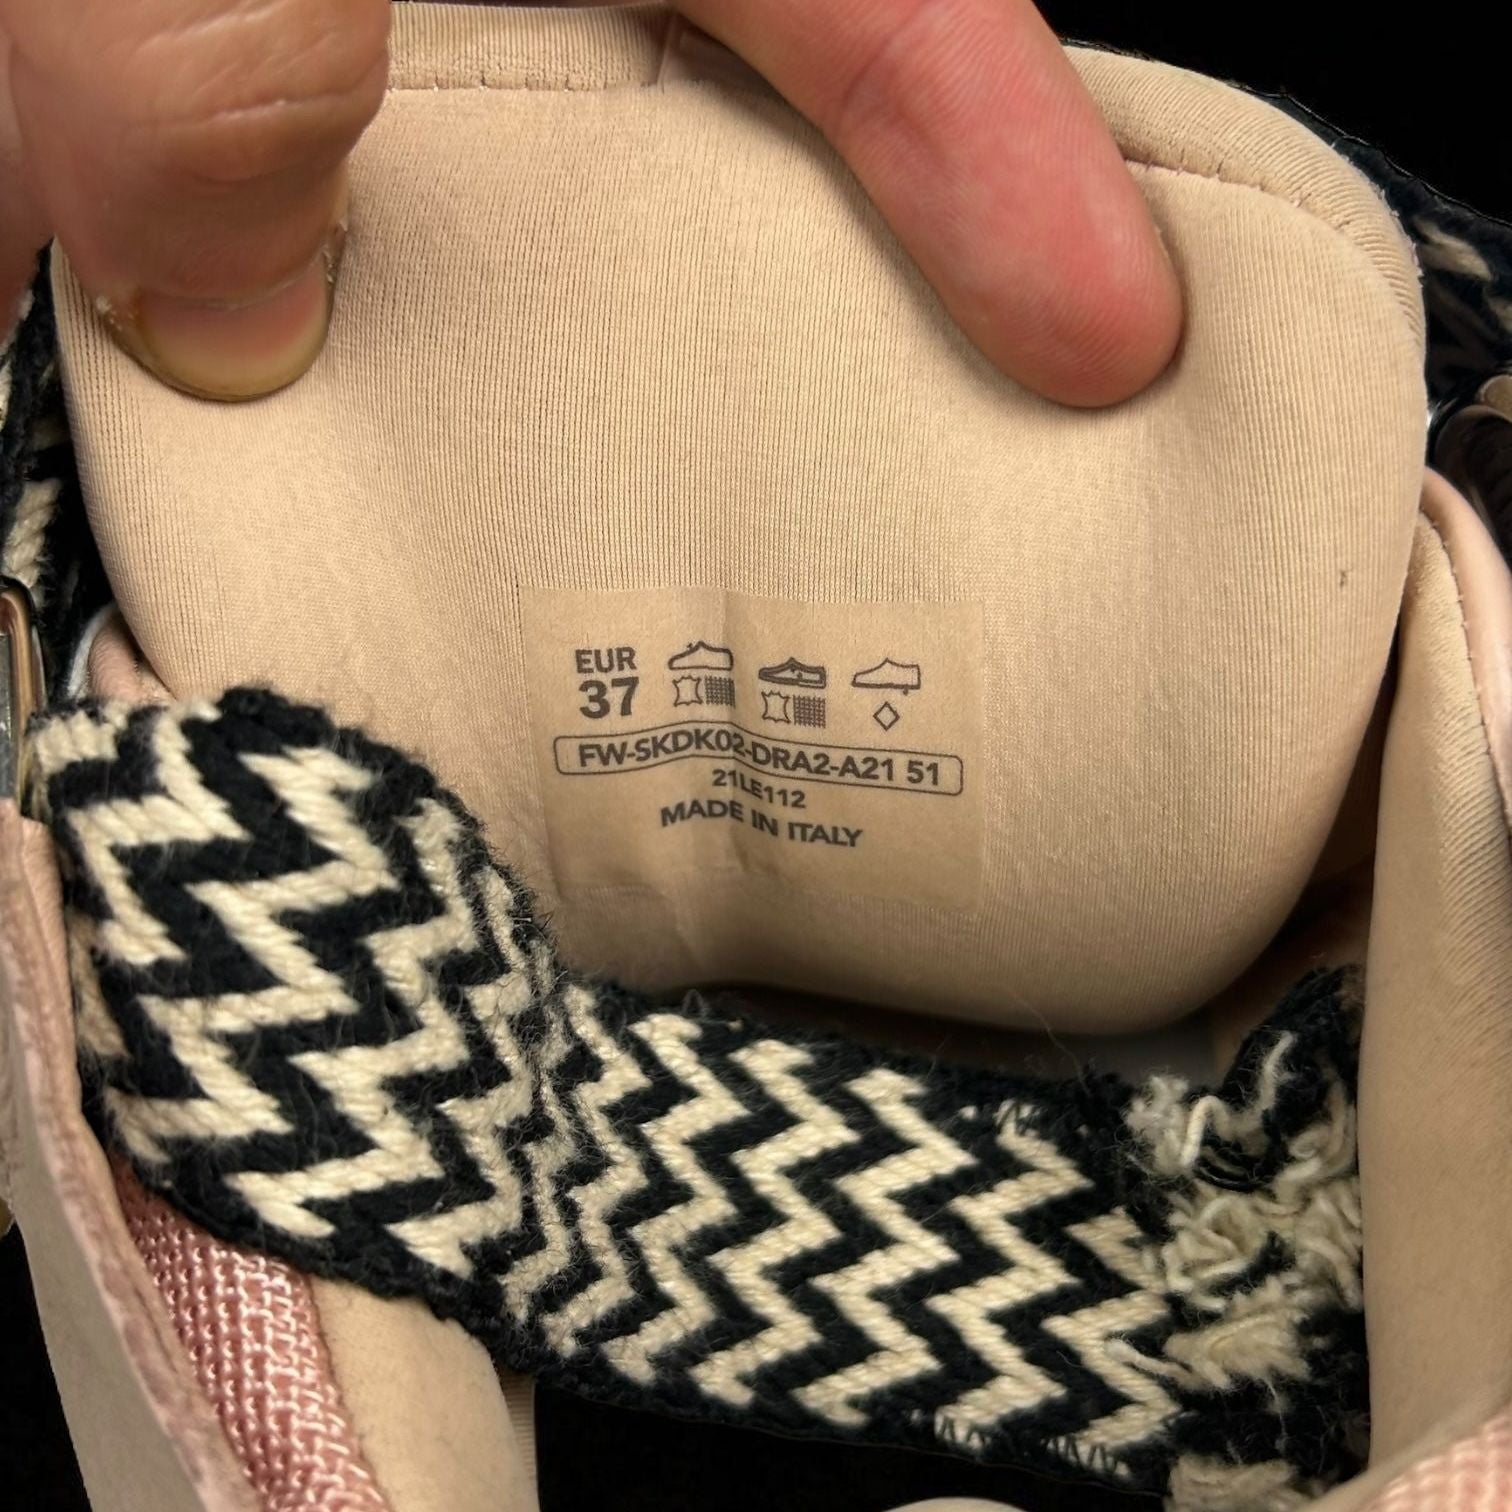 EUR
37
FW-SKDK02-DRA2-A21 51
21LE112
MADE IN ITALY